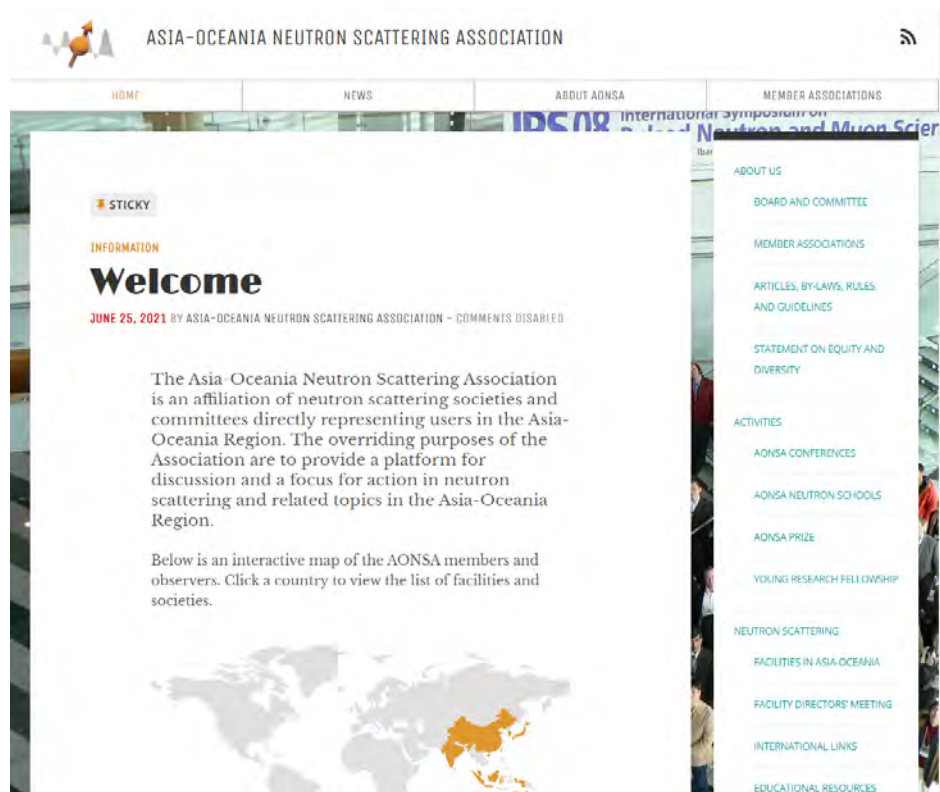 ASIA-OCEANIA NEUTRON SCATTERING ASSOCIATION
HOME
NEWS
ABOUT AONSA
MEMBER ASSOCIATIONS
IPS08
International Symposium on
Pulsed Neutron and Muon Scien
STICKY
INFORMATION
Welcome
JUNE 25, 2021 BY ASIA-OCEANIA NEUTRON SCATTERING ASSOCIATION – COMMENTS DISABLED
The Asia-Oceania Neutron Scattering Association
is an affiliation of neutron scattering societies and
committees directly representing users in the Asia-
Oceania Region. The overriding purposes of the
Association are to provide a platform for
discussion and a focus for action in neutron
scattering and related topics in the Asia-Oceania
Region.
Below is an interactive map of the AONSA members and
observers. Click a country to view the list of facilities and
societies.
ABOUT US
BOARD AND COMMITTEE
MEMBER ASSOCIATIONS
ARTICLES, BY-LAWS, RULES,
AND GUIDELINES
STATEMENT ON EQUITY AND
DIVERSITY
ACTIVITIES
AONSA CONFERENCES
AONSA NEUTRON SCHOOLS
AONSA PRIZE
YOUNG RESEARCH FELLOWSHIP
NEUTRON SCATTERING
FACILITIES IN ASIA-OCEANIA
FACILITY DIRECTORS' MEETING
INTERNATIONAL LINKS
EDUCATIONAL RESOURCES